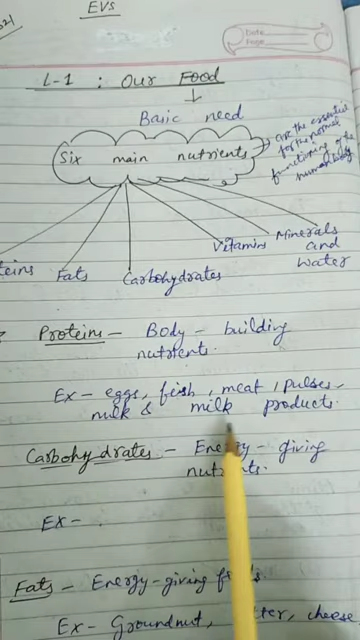 EVS
Date
Page
L-1 : Our Food
Basic need
Six main nutrients
are the essential
for the normal
functioning of the
human body
Fats
Carbohydrates
Vitamins
Minerals
and
Water
Proteins - Body - building
nutrients.
Ex - eggs, fish, meat, pulses,
milk & milk products.
Carbohydrates - Energy - giving
nutrients.
Ex -
Fats - Energy-giving
Ex - Groundnut, cheese